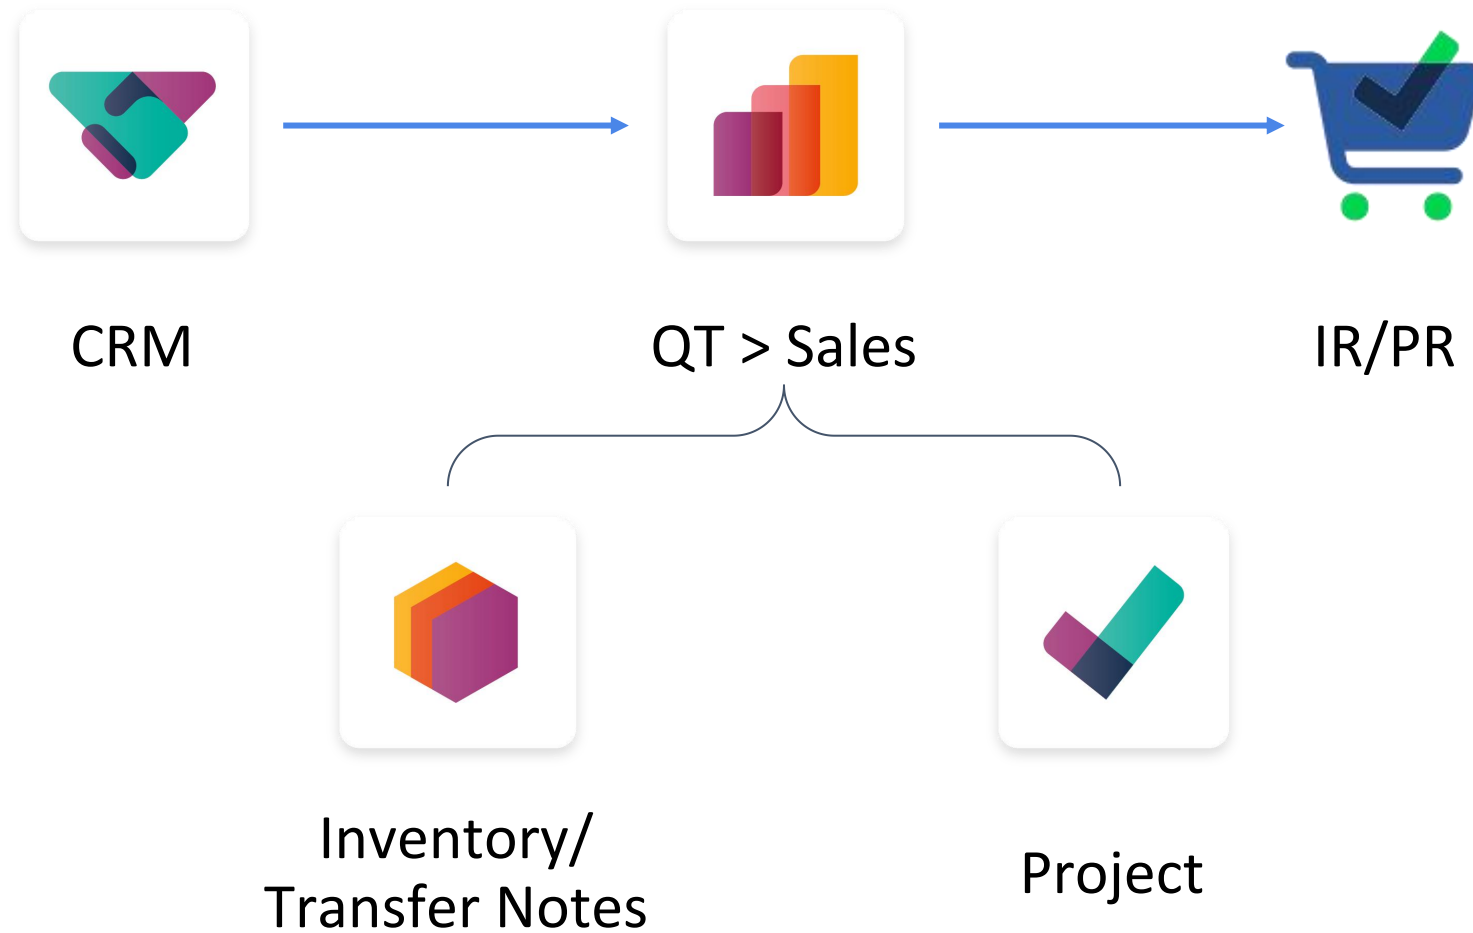 CRM
QT > Sales
IR/PR
Inventory/
Transfer Notes
Project